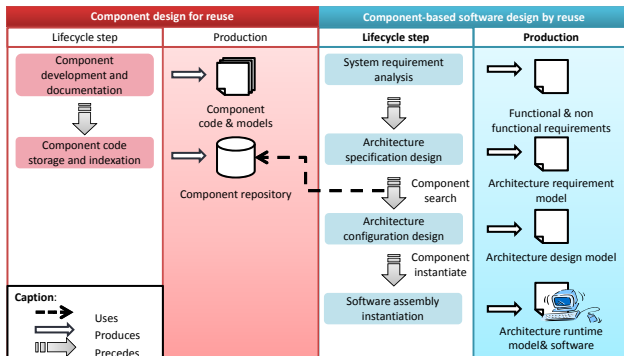 Component design for reuse
Component-based software design by reuse
Lifecycle step
Production
Lifecycle step
Production
Component
development and
documentation
Component
code & models
Component code
storage and indexation
Component repository
System requirement
analysis
Functional & non
functional requirements
Architecture
specification design
Architecture requirement
model
Component
search
Architecture
configuration design
Architecture design model
Component
instantiate
Software assembly
instantiation
Architecture runtime
model& software
Caption:
Uses
Produces
Precedes